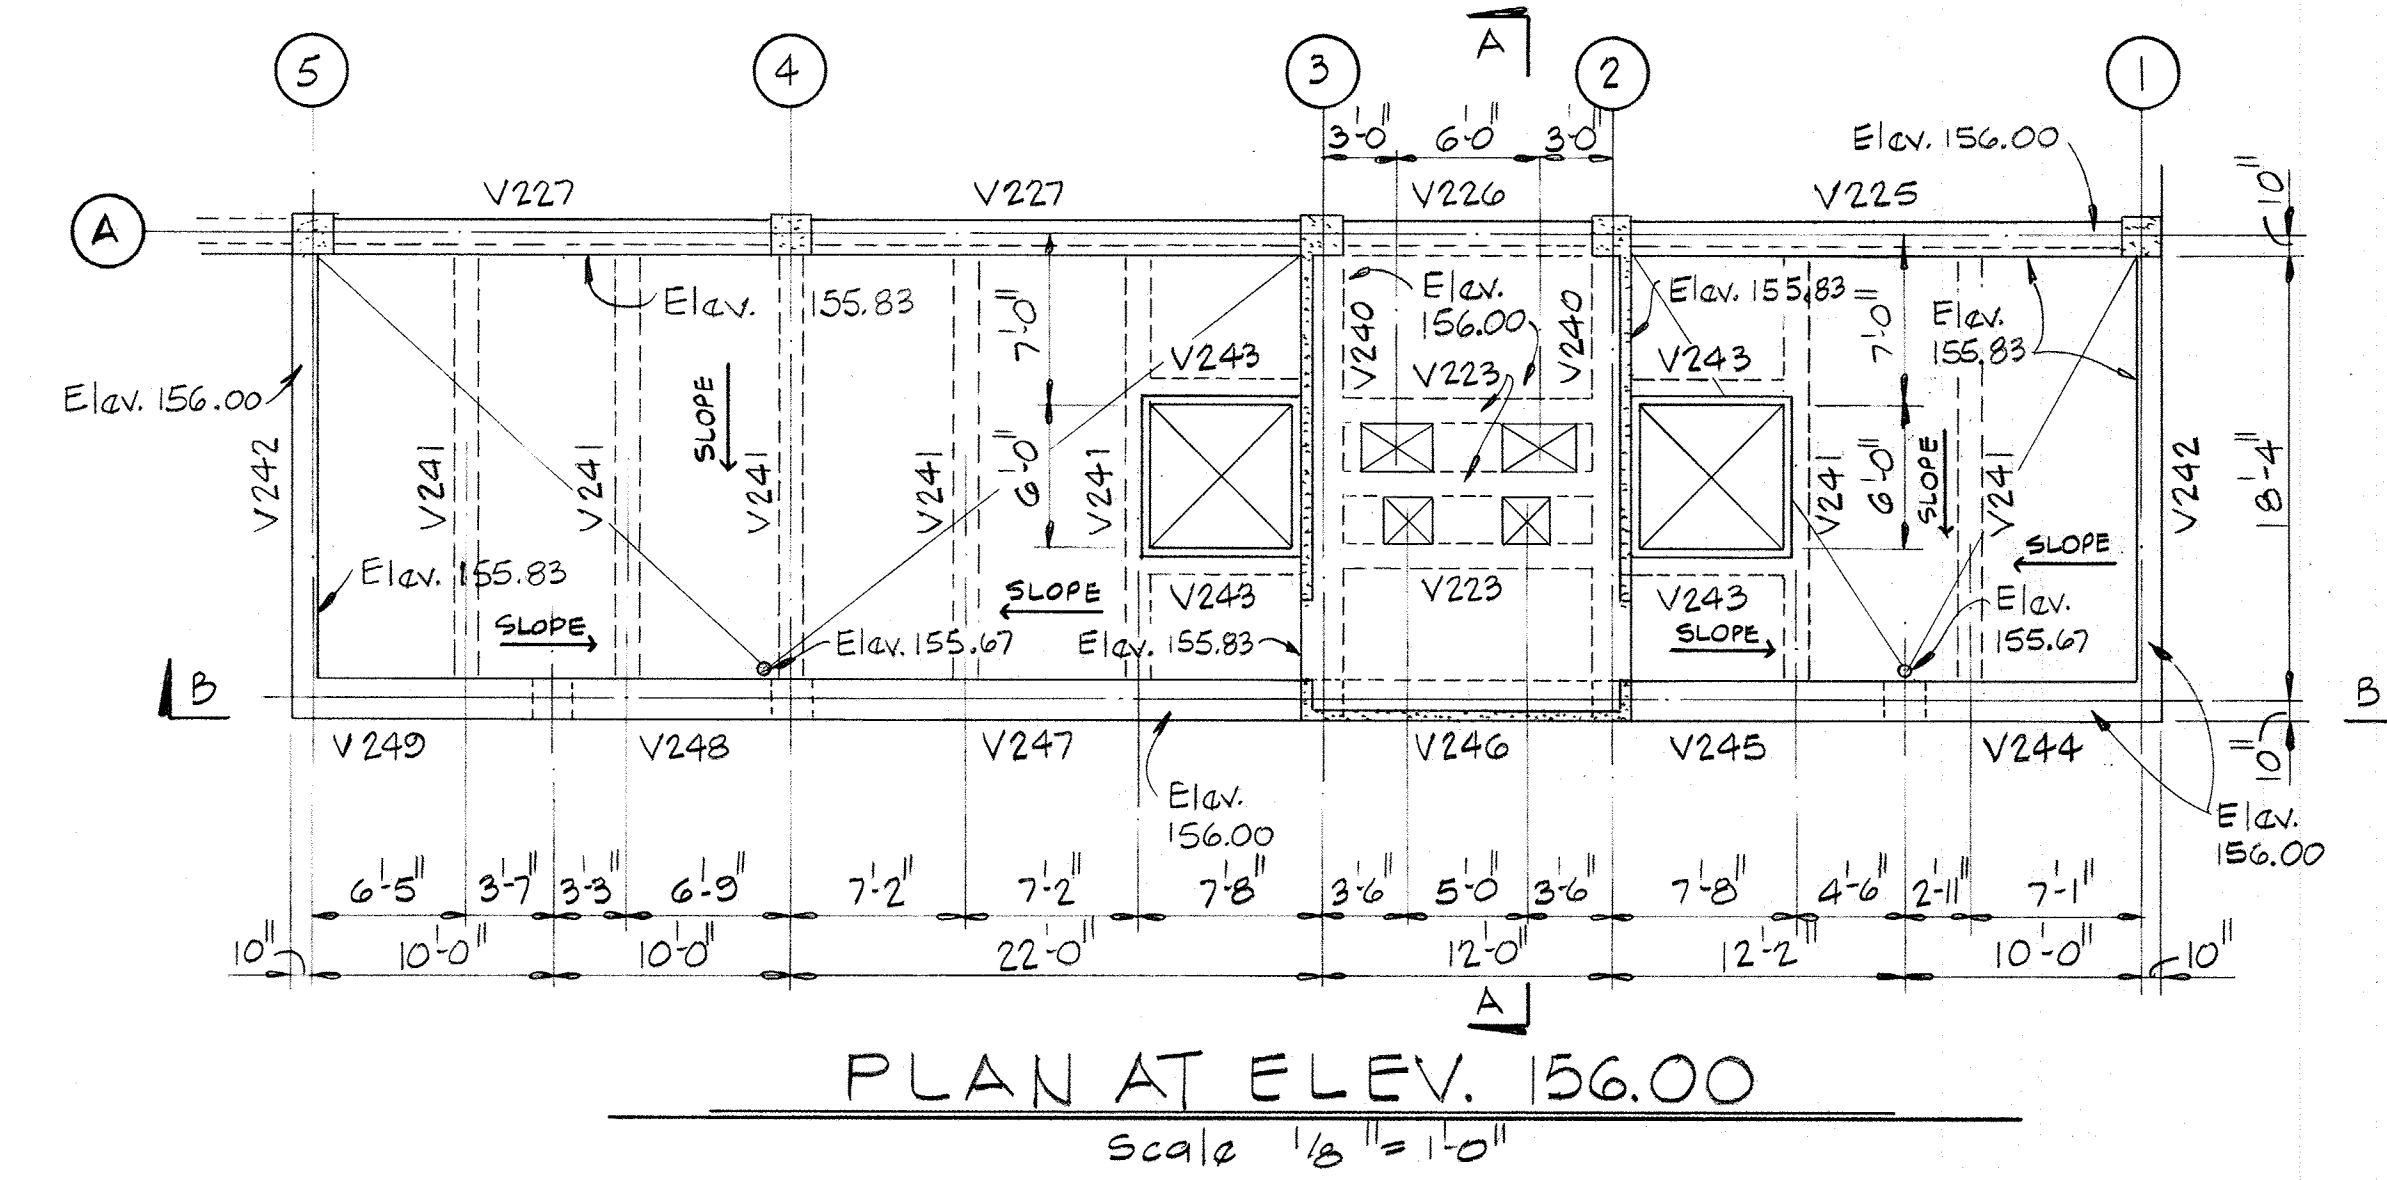 A
5 4 3 2 1
3'-0" 6'-0" 3'-0"
Elev. 156.00
10"
V227 V227 V226 V225
A
Elev. 155.83
7'-0"
Elev.
156.00
V240
V240
Elev. 155.83
7'-0"
Elev.
155.83
V243
V223
V243
Elev. 156.00
SLOPE
V242
V241
V241
V241
V241
6'-0"
V241
V241
6'-0"
SLOPE
V241
V242
18'-4"
SLOPE
Elev. 155.83
SLOPE
V243
V223
V243
Elev.
155.67
SLOPE
Elev. 155.67
Elev. 155.83
SLOPE
B
B
V249 V248 V247 V246 V245 V244
10"
Elev.
156.00
Elev.
156.00
6'-5" 3'-7" 3'-3" 6'-9" 7'-2" 7'-2" 7'-8" 3'-6" 5'-0" 3'-6" 7'-8" 4'-6" 2'-11" 7'-1"
10" 10'-0" 10'-0" 22'-0" 12'-0" 12'-2" 10'-0" 10"
A
PLAN AT ELEV. 156.00
Scale 1/8" = 1'-0"